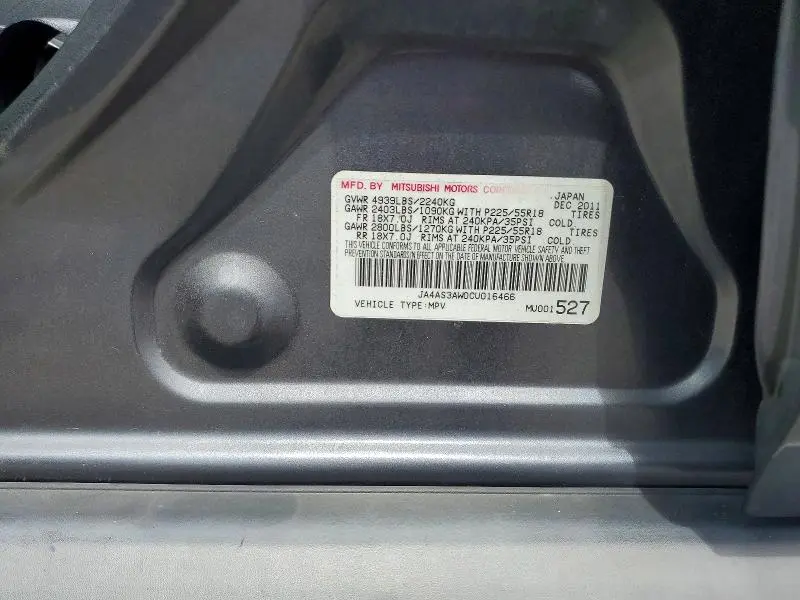 MFD. BY MITSUBISHI MOTORS CORPORATION JAPAN
GVWR 4939LBS/2240KG DEC 2011
GAWR 2403LBS/1090KG WITH P225/55R18 TIRES
FR 18X7.0J RIMS AT 240KPA/35PSI COLD
GAWR 2800LBS/1270KG WITH P225/55R18 TIRES
RR 18X7.0J RIMS AT 240KPA/35PSI COLD
THIS VEHICLE CONFORMS TO ALL APPLICABLE FEDERAL MOTOR VEHICLE SAFETY AND THEFT
PREVENTION STANDARDS IN EFFECT ON THE DATE OF MANUFACTURE SHOWN ABOVE.
JA4AS3AW0CU016466
VEHICLE TYPE:MPV MU001527